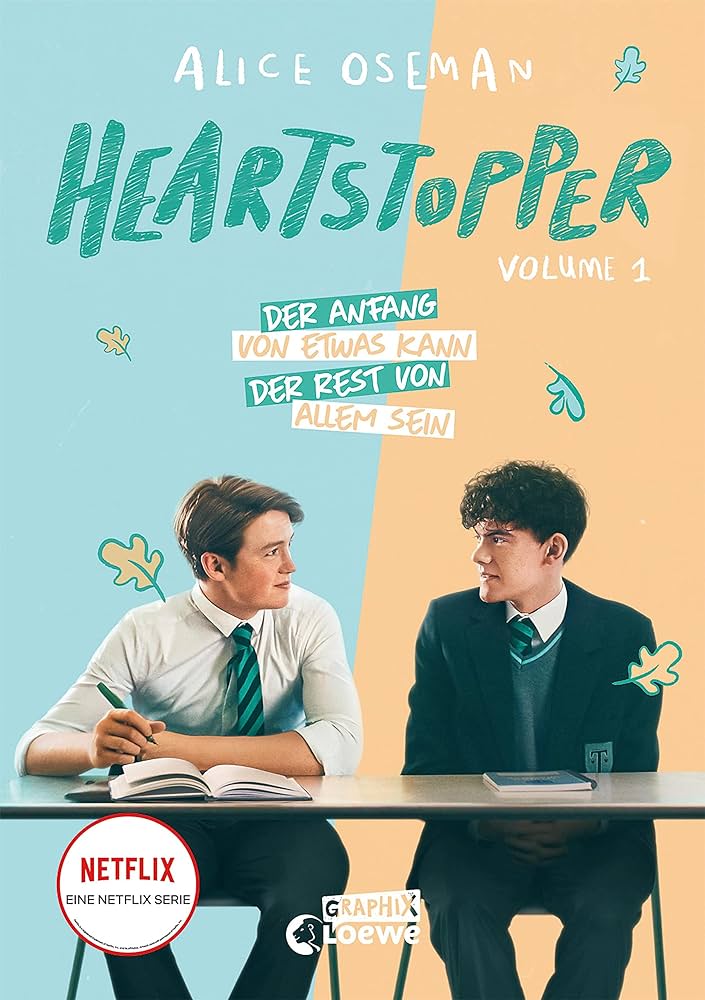 ALICE OSEMAN
HEARTSTOPPER
VOLUME 1
DER ANFANG
VON ETWAS KANN
DER REST VON
ALLEM SEIN
T
NETFLIX
EINE NETFLIX SERIE
GRAPHIX
Loewe